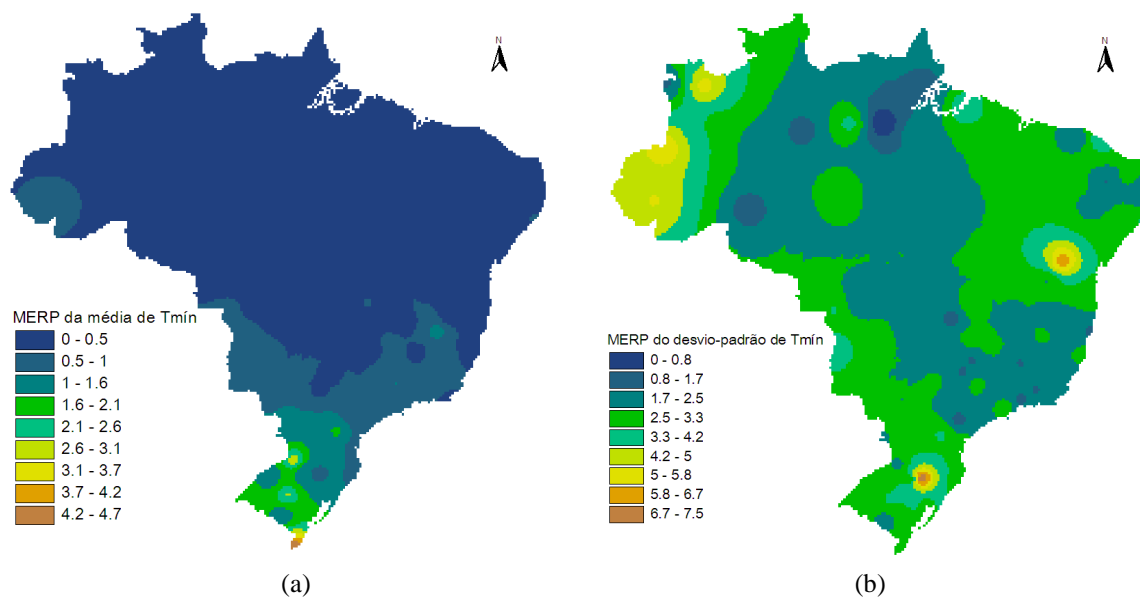 N
MERP da média de Tmín
0 - 0.5
0.5 - 1
1 - 1.6
1.6 - 2.1
2.1 - 2.6
2.6 - 3.1
3.1 - 3.7
3.7 - 4.2
4.2 - 4.7
(a)
N
MERP do desvio-padrão de Tmín
0 - 0.8
0.8 - 1.7
1.7 - 2.5
2.5 - 3.3
3.3 - 4.2
4.2 - 5
5 - 5.8
5.8 - 6.7
6.7 - 7.5
(b)